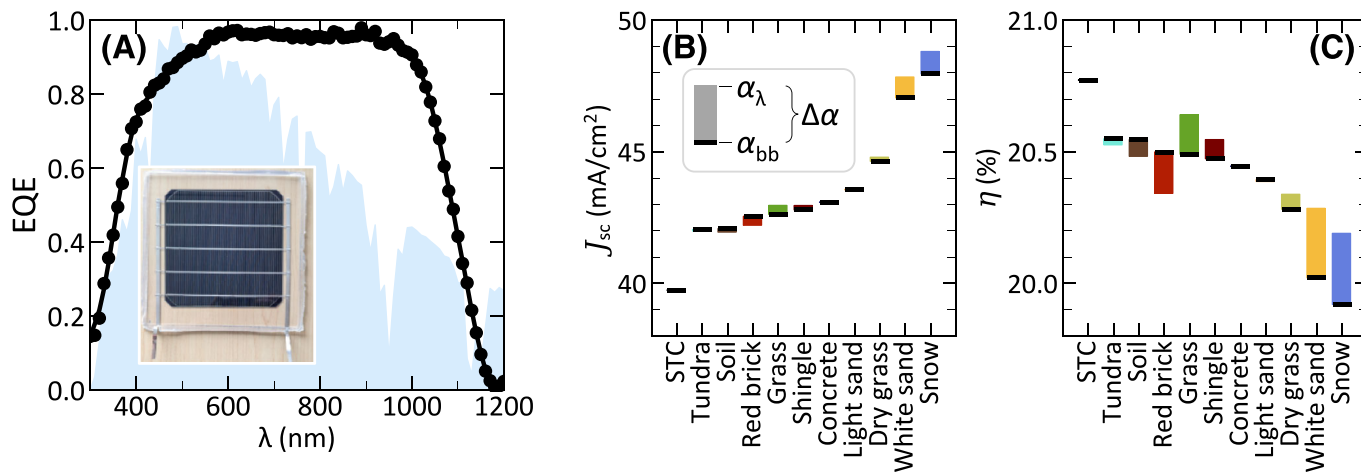 (A)
EQE
1.0
0.8
0.6
0.4
0.2
0.0
400
600
800
1000
1200
λ (nm)
(B)
Jsc (mA/cm²)
50
45
40
αλ
αbb
Δα
STC
Tundra
Soil
Red brick
Grass
Shingle
Concrete
Light sand
Dry grass
White sand
Snow
(C)
η (%)
21.0
20.5
20.0
STC
Tundra
Soil
Red brick
Grass
Shingle
Concrete
Light sand
Dry grass
White sand
Snow